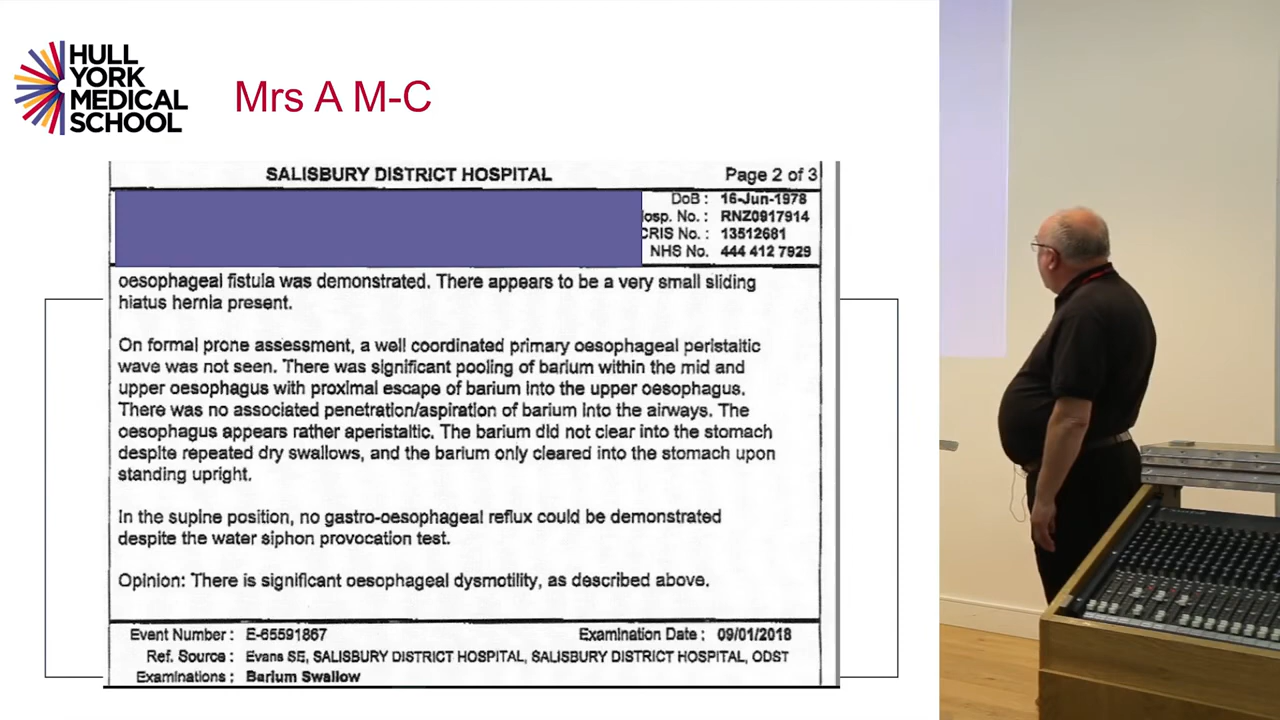 HULL
YORK
MEDICAL
SCHOOL
Mrs A M-C
SALISBURY DISTRICT HOSPITAL Page 2 of 3
DoB : 16-Jun-1978
osp. No. : RNZ0917914
CRIS No. : 13512681
NHS No. 444 412 7929
oesophageal fistula was demonstrated. There appears to be a very small sliding
hiatus hernia present.
On formal prone assessment, a well coordinated primary oesophageal peristaltic
wave was not seen. There was significant pooling of barium within the mid and
upper oesophagus with proximal escape of barium into the upper oesophagus.
There was no associated penetration/aspiration of barium into the airways. The
oesophagus appears rather aperistaltic. The barium did not clear into the stomach
despite repeated dry swallows, and the barium only cleared into the stomach upon
standing upright.
In the supine position, no gastro-oesophageal reflux could be demonstrated
despite the water siphon provocation test.
Opinion: There is significant oesophageal dysmotility, as described above.
Event Number : E-65591867 Examination Date : 09/01/2018
Ref. Source : Evans SE, SALISBURY DISTRICT HOSPITAL, SALISBURY DISTRICT HOSPITAL, ODST
Examinations : Barium Swallow